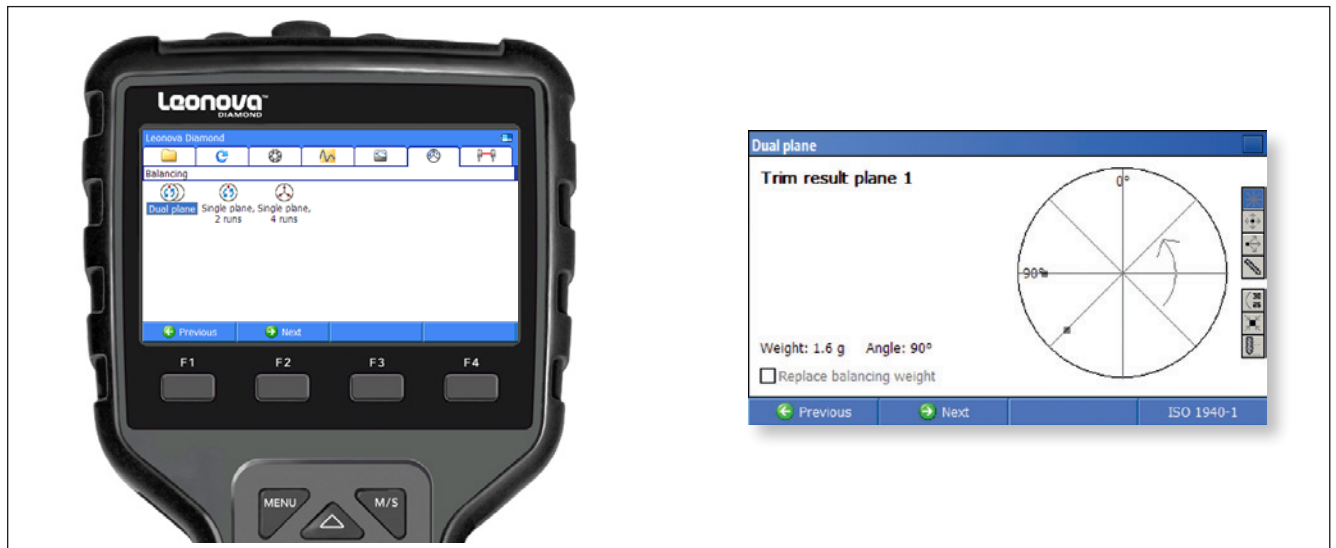 Leonova™
DIAMOND
Leonova Diamond
Balancing
Dual plane
Single plane,
2 runs
Single plane,
4 runs
Previous
Next
F1
F2
F3
F4
MENU
M/S
Dual plane
Trim result plane 1
0°
90°
Weight: 1.6 g Angle: 90°
Replace balancing weight
Previous
Next
ISO 1940-1